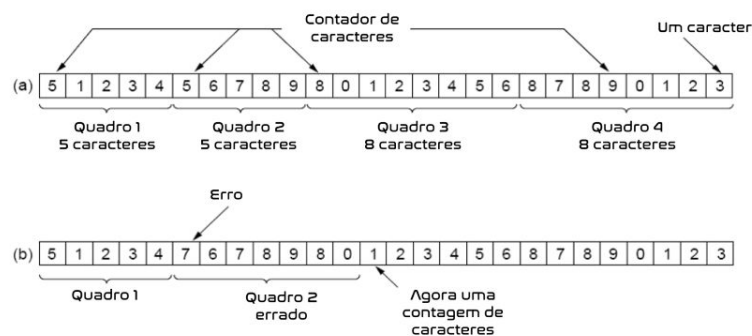 Contador de
caracteres
Um caracter
(a) 5 1 2 3 4 5 6 7 8 9 8 0 1 2 3 4 5 6 8 7 8 9 0 1 2 3
Quadro 1
5 caracteres
Quadro 2
5 caracteres
Quadro 3
8 caracteres
Quadro 4
8 caracteres
Erro
(b) 5 1 2 3 4 7 6 7 8 9 8 0 1 2 3 4 5 6 8 7 8 9 0 1 2 3
Quadro 1
Quadro 2
errado
Agora uma
contagem de
caracteres